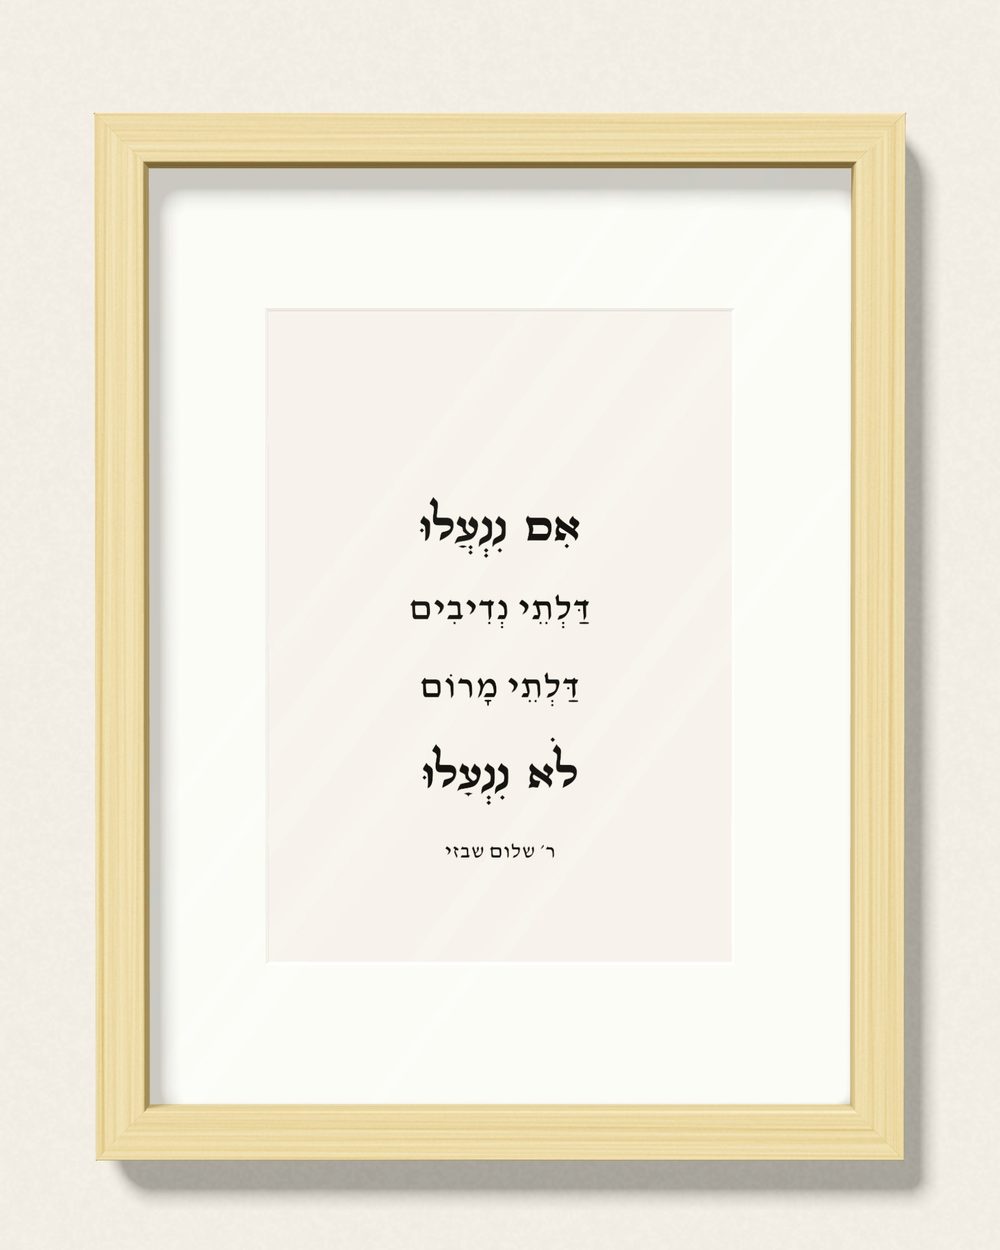 אִם נִנְעֲלוּ
דַּלְתֵי נְדִיבִים
דַּלְתֵי מָרוֹם
לֹא נִנְעָלוּ
ר׳ שלום שבזי